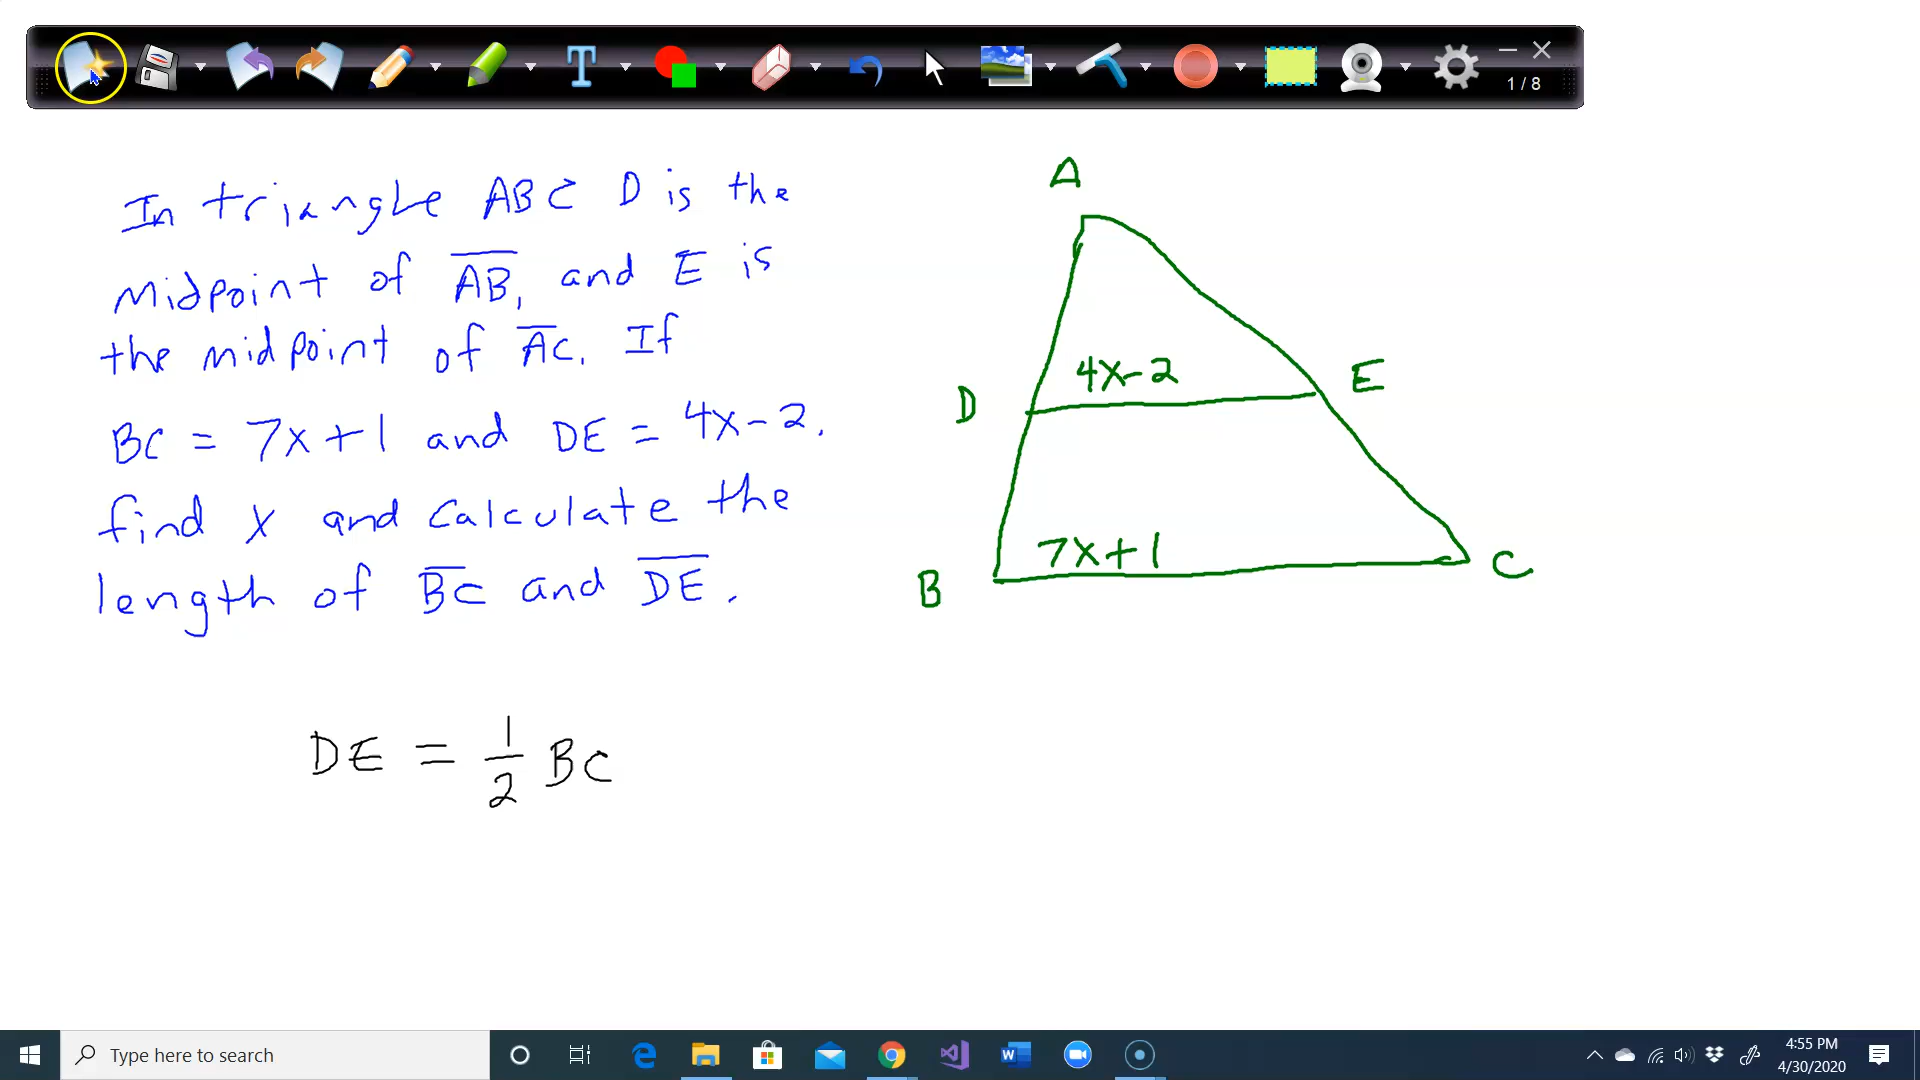 1 / 8
In triangle ABC D is the
midpoint of AB, and E is
the midpoint of AC. If
BC = 7x+1 and DE = 4x-2.
find x and calculate the
length of BC and DE.
A
4x-2
D
E
7x+1
B
C
DE = 1/2 BC
Type here to search
4:55 PM
4/30/2020